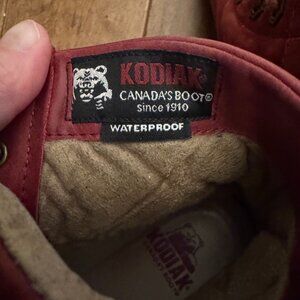 KODIAK
CANADA'S BOOT®
since 1910
WATERPROOF
KODIAK